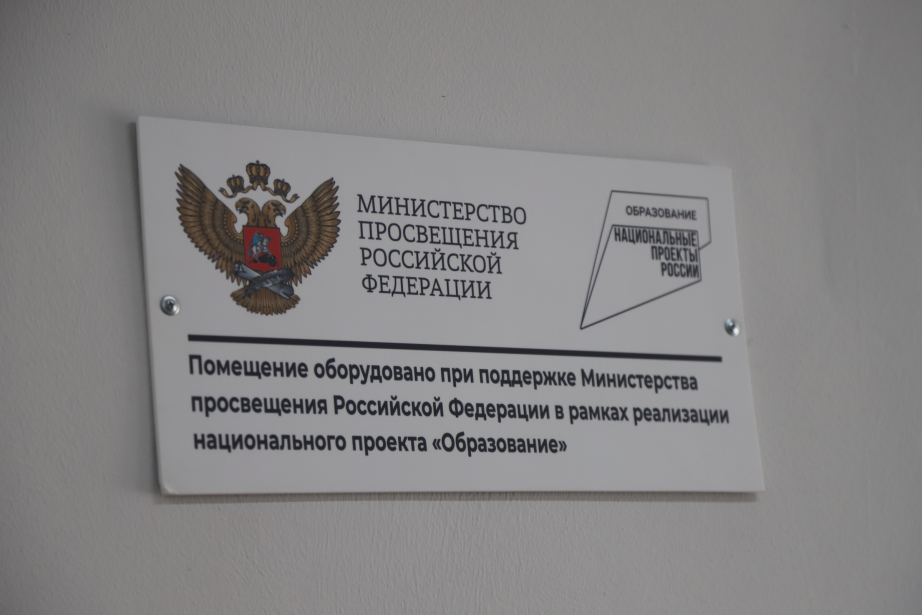 МИНИСТЕРСТВО
ПРОСВЕЩЕНИЯ
РОССИЙСКОЙ
ФЕДЕРАЦИИ
ОБРАЗОВАНИЕ
НАЦИОНАЛЬНЫЕ
ПРОЕКТЫ
РОССИИ
Помещение оборудовано при поддержке Министерства
просвещения Российской Федерации в рамках реализации
национального проекта «Образование»